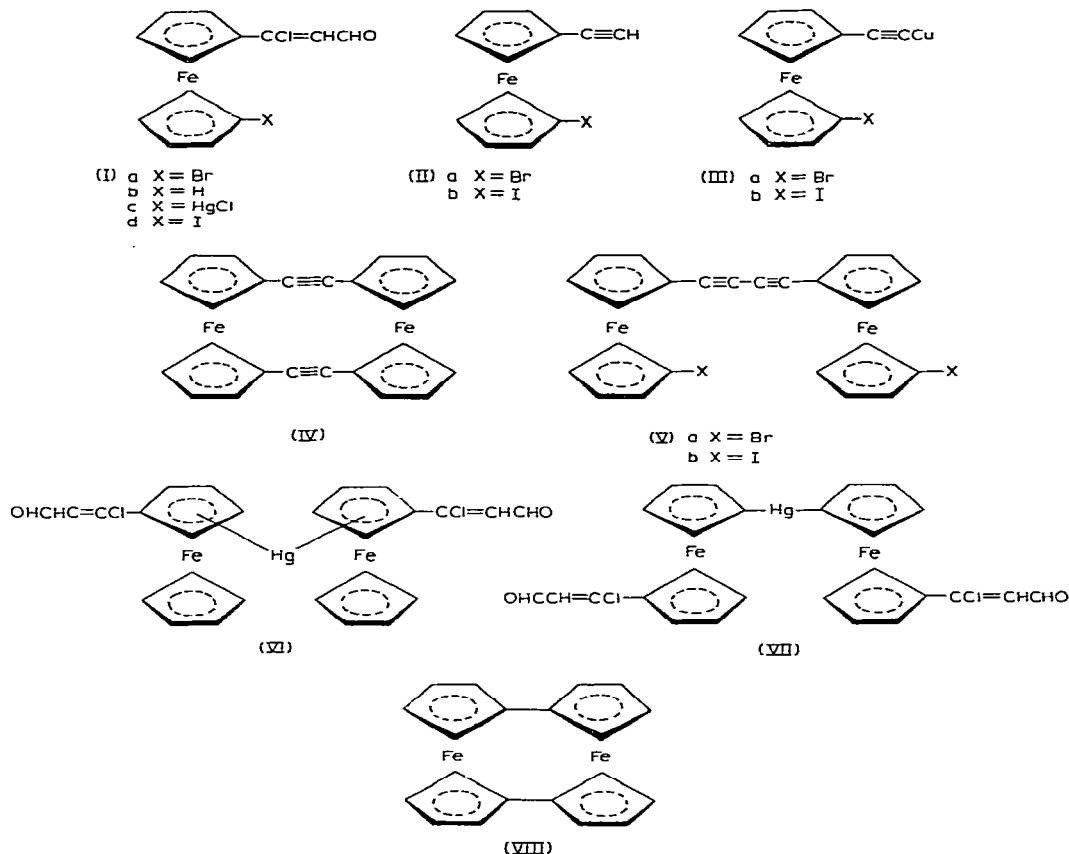 CCl=CHCHO
Fe
X
(I) a X=Br
b X=H
c X=HgCl
d X=I
C≡CH
Fe
X
(II) a X=Br
b X=I
C≡CCu
Fe
X
(III) a X=Br
b X=I
C≡C
Fe Fe
C≡C
(IV)
C≡C-C≡C
Fe Fe
X X
(V) a X=Br
b X=I
OHCHC=CCl CCl=CHCHO
Fe Hg Fe
(VI)
Hg
Fe Fe
OHCCH=CCl CCl=CHCHO
(VII)
Fe Fe
(VIII)